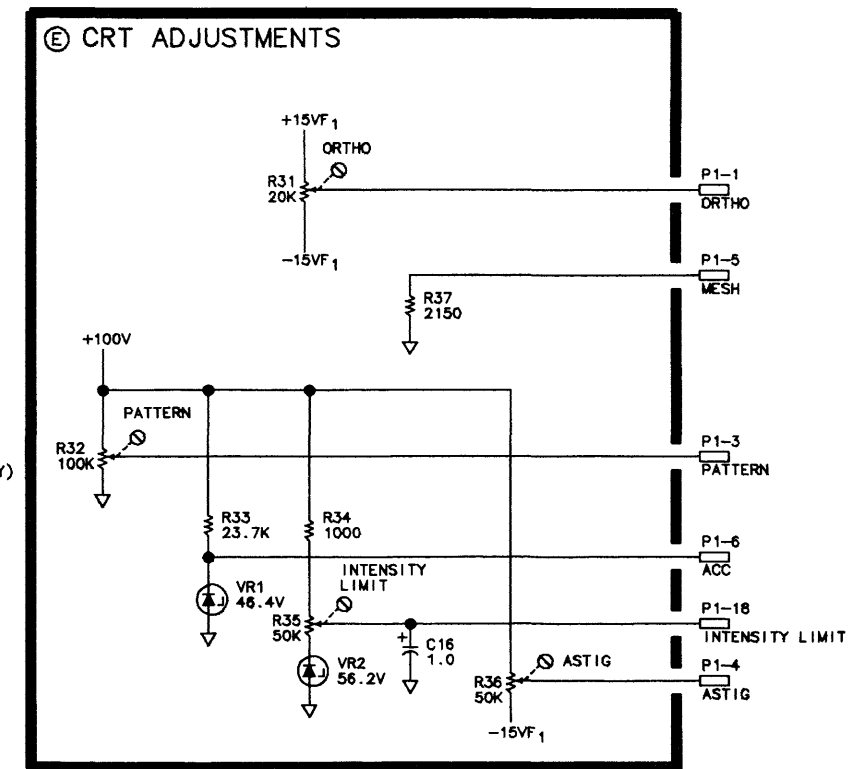 Ⓔ CRT ADJUSTMENTS
+15VF1
ORTHO
R31
20K
-15VF1
P1-1
ORTHO
P1-5
MESH
R37
2150
+100V
PATTERN
R32
100K
Y)
P1-3
PATTERN
R33
23.7K
R34
1000
P1-6
ACC
VR1
46.4V
INTENSITY
LIMIT
R35
50K
P1-18
INTENSITY LIMIT
+
C16
1.0
VR2
56.2V
ASTIG
R36
50K
P1-4
ASTIG
-15VF1